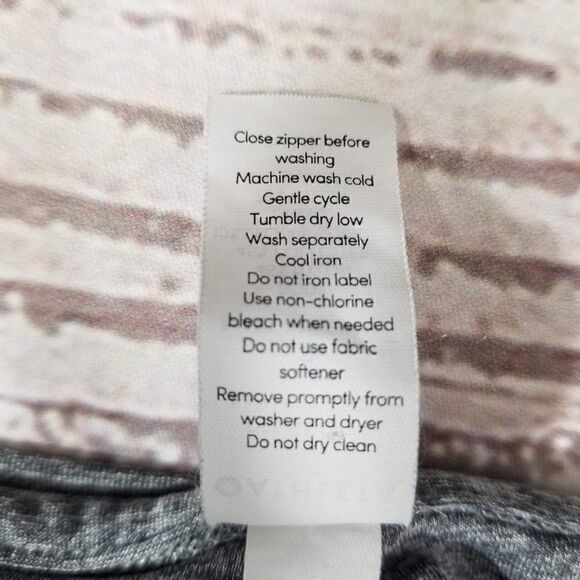 Close zipper before
washing
Machine wash cold
Gentle cycle
Tumble dry low
Wash separately
Cool iron
Do not iron label
Use non-chlorine
bleach when needed
Do not use fabric
softener
Remove promptly from
washer and dryer
Do not dry clean
ATHLETA